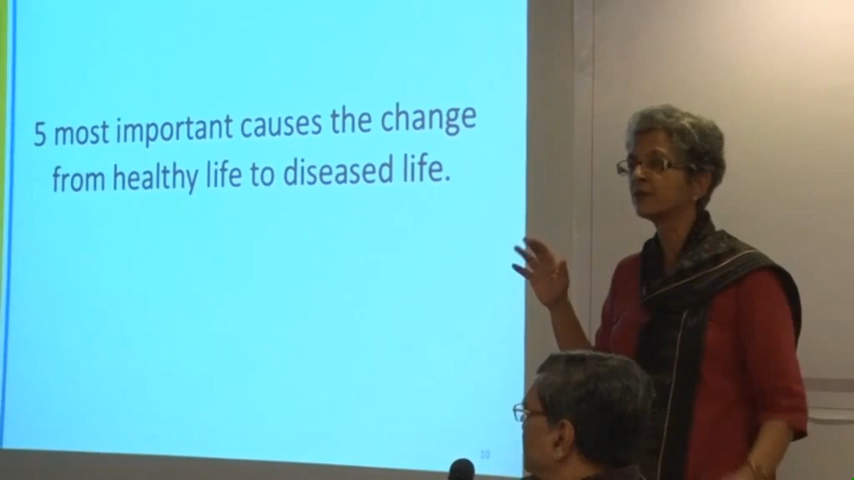 5 most important causes the change
from healthy life to diseased life.
10